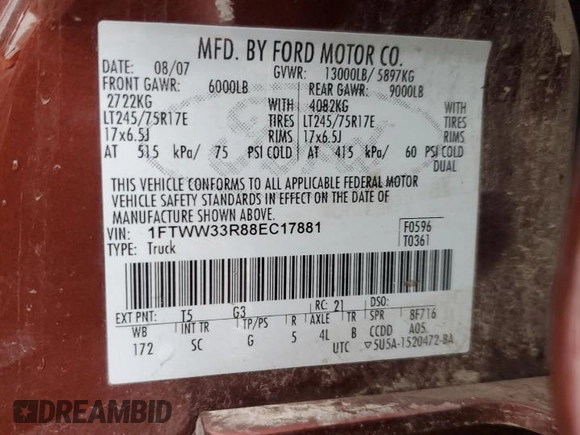 MFD. BY FORD MOTOR CO.
DATE: 08/07 GVWR: 13000LB/ 5897KG
FRONT GAWR: 6000LB REAR GAWR: 9000LB
2722KG 4082KG
LT245/75R17E TIRES LT245/75R17E TIRES
17x6.5J RIMS 17x6.5J RIMS
AT 515 kPa/ 75 PSI COLD AT 415 kPa/ 60 PSI COLD
DUAL
THIS VEHICLE CONFORMS TO ALL APPLICABLE FEDERAL MOTOR
VEHICLE SAFETY STANDARDS IN EFFECT ON THE DATE OF
MANUFACTURE SHOWN ABOVE.
VIN: 1FTWW33R88EC17881 F0596
TYPE: Truck T0361
EXT PNT: T5 G3 RC: 21 DSO:
WB INT TR TP/PS R AXLE TR SPR 8F716
172 SC G 5 4L B CCDD A05
UTC ▽5U5A-1520472-BA
DREAMBID